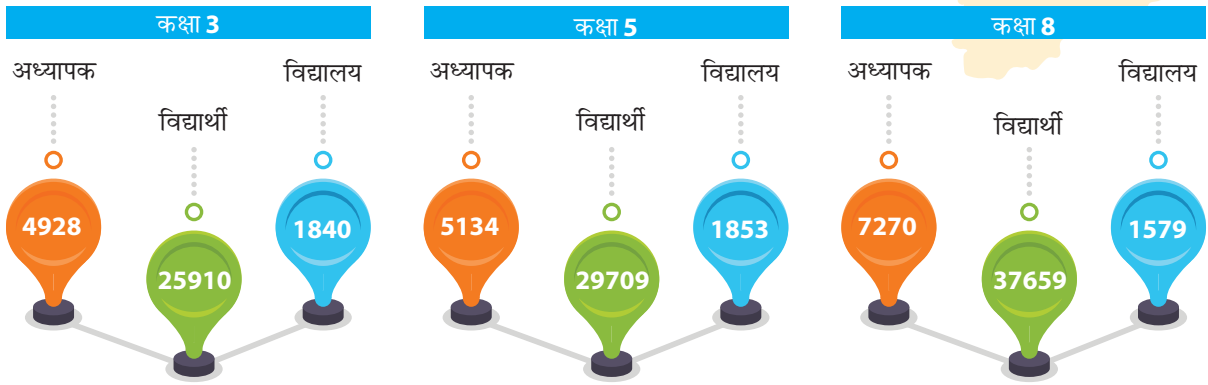 कक्षा 3
अध्यापक
विद्यार्थी
विद्यालय
4928
25910
1840
कक्षा 5
अध्यापक
विद्यार्थी
विद्यालय
5134
29709
1853
कक्षा 8
अध्यापक
विद्यार्थी
विद्यालय
7270
37659
1579